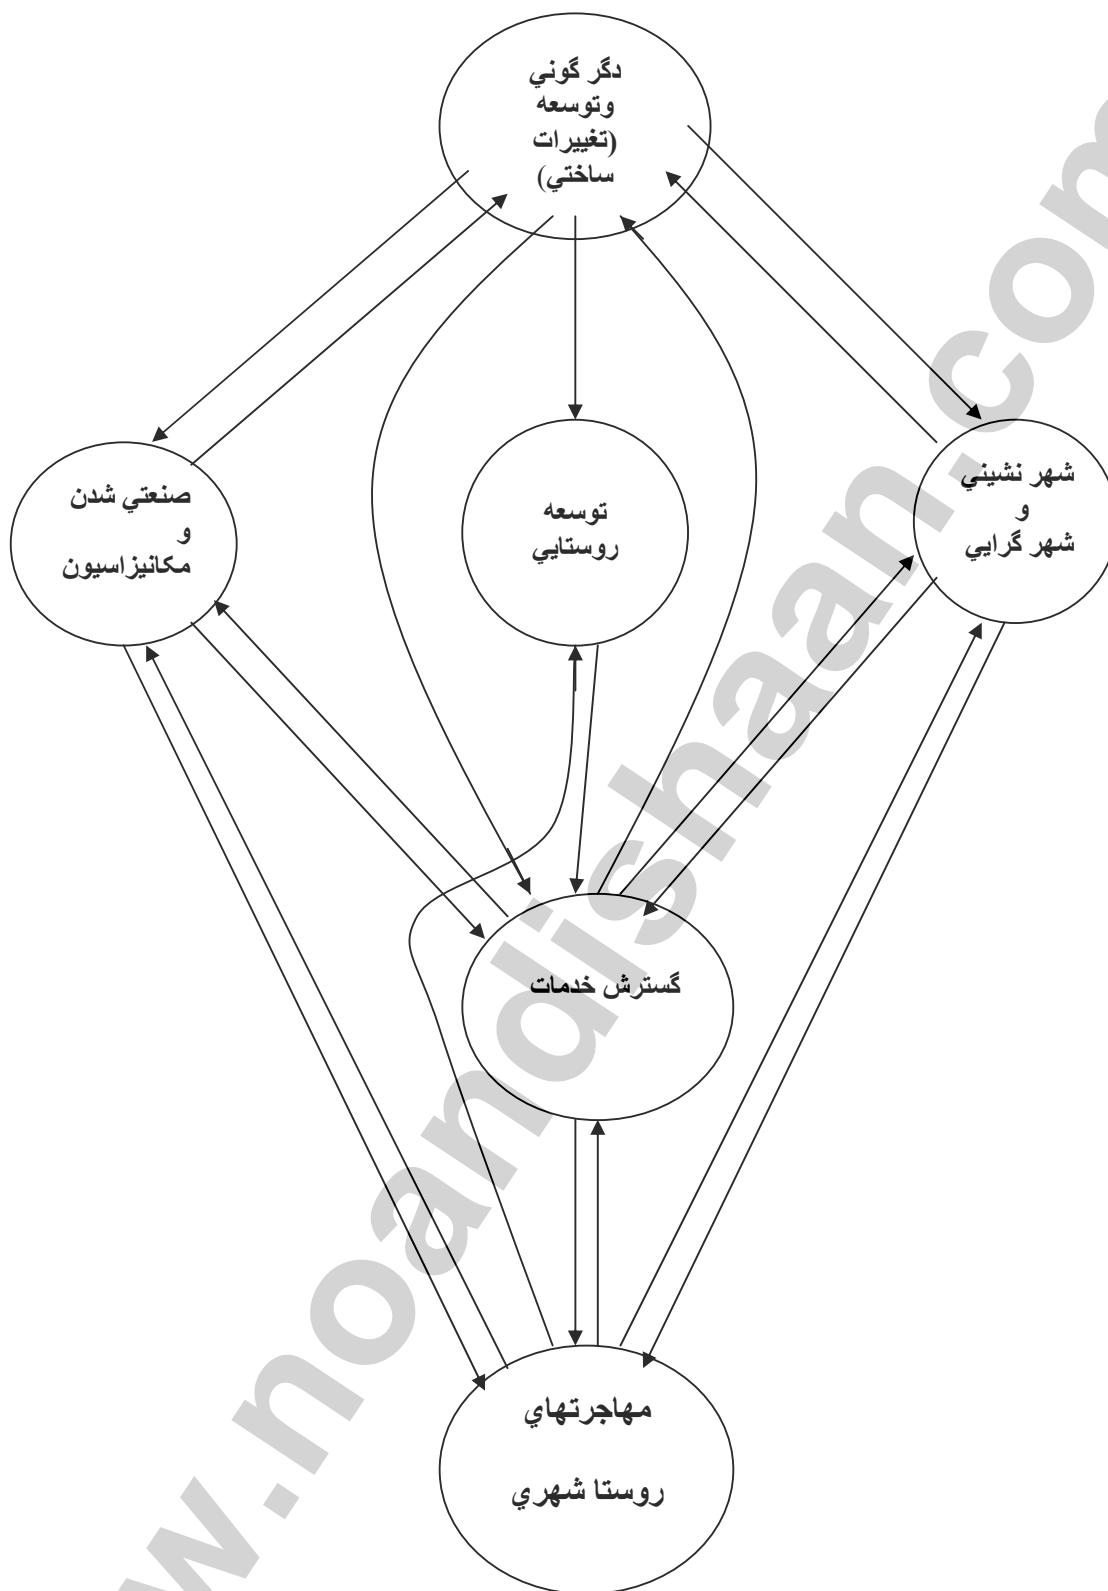 دگر گوني
وتوسعه
(تغييرات
ساختي)
شهر نشيني
و
شهر گرايي
توسعه
روستايي
صنعتي شدن
و
مكانيزاسيون
گسترش خدمات
مهاجرتهاي
روستا شهري
www.noandishaan.com